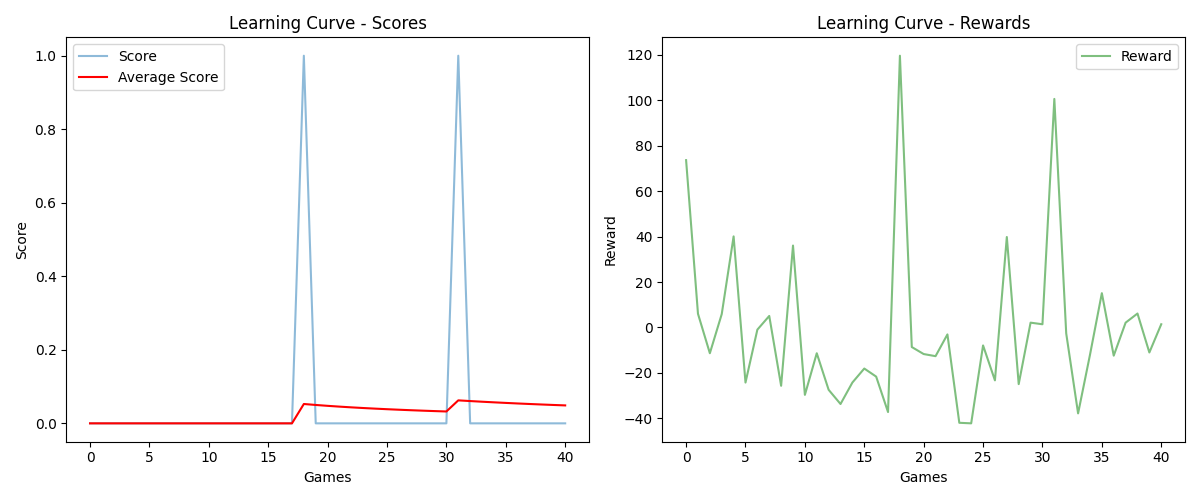 Learning Curve - Scores
Score
Average Score
1.0
0.8
0.6
0.4
0.2
0.0
Score
0 5 10 15 20 25 30 35 40
Games
Learning Curve - Rewards
Reward
120
100
80
60
40
20
0
−20
−40
Reward
0 5 10 15 20 25 30 35 40
Games